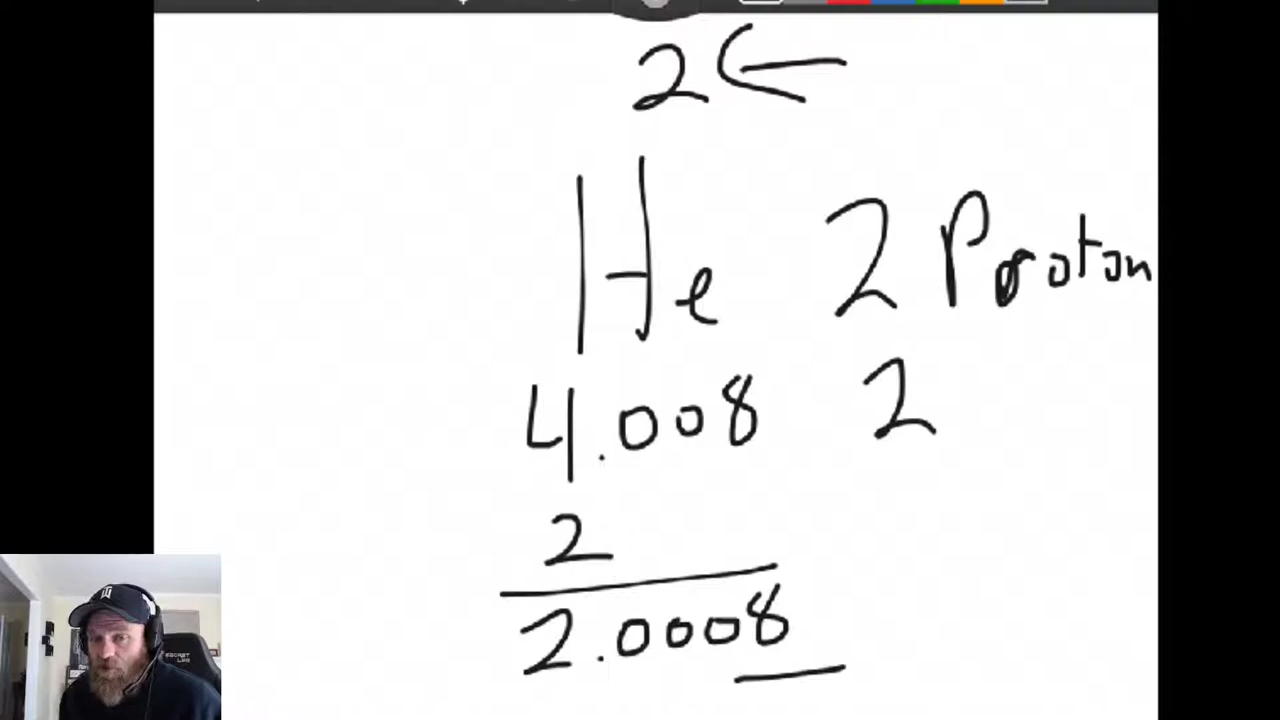 2 ←
He 2 Proton
4.008 2
2
2.0008